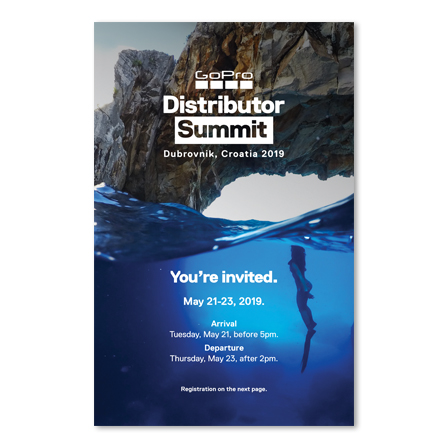 GoPro
Distributor
Summit
Dubrovnik, Croatia 2019
You're invited.
May 21-23, 2019.
Arrival
Tuesday, May 21, before 5pm.
Departure
Thursday, May 23, after 2pm.
Registration on the next page.